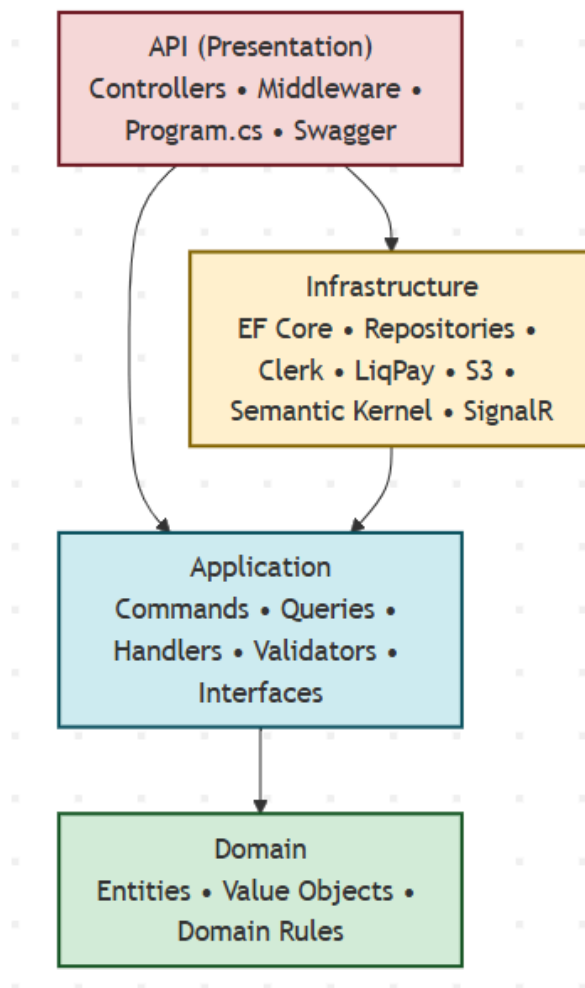 API (Presentation)
Controllers • Middleware •
Program.cs • Swagger
Infrastructure
EF Core • Repositories •
Clerk • LiqPay • S3 •
Semantic Kernel • SignalR
Application
Commands • Queries •
Handlers • Validators •
Interfaces
Domain
Entities • Value Objects •
Domain Rules